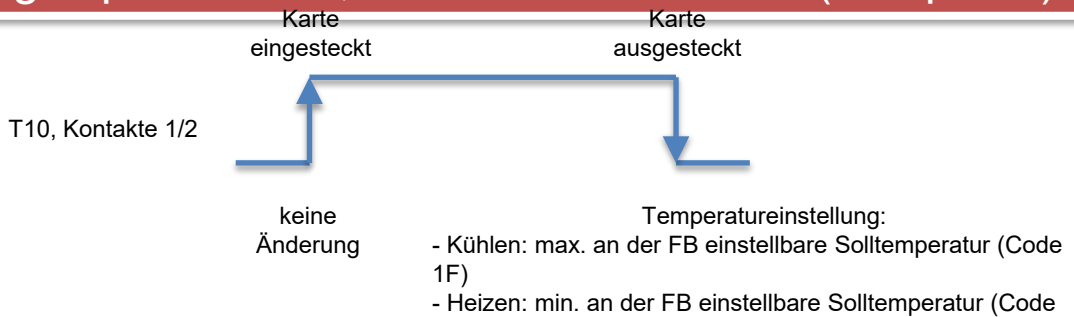 Karte
eingesteckt
Karte
ausgesteckt
T10, Kontakte 1/2
keine
Änderung
Temperatureinstellung:
- Kühlen: max. an der FB einstellbare Solltemperatur (Code
1F)
- Heizen: min. an der FB einstellbare Solltemperatur (Code